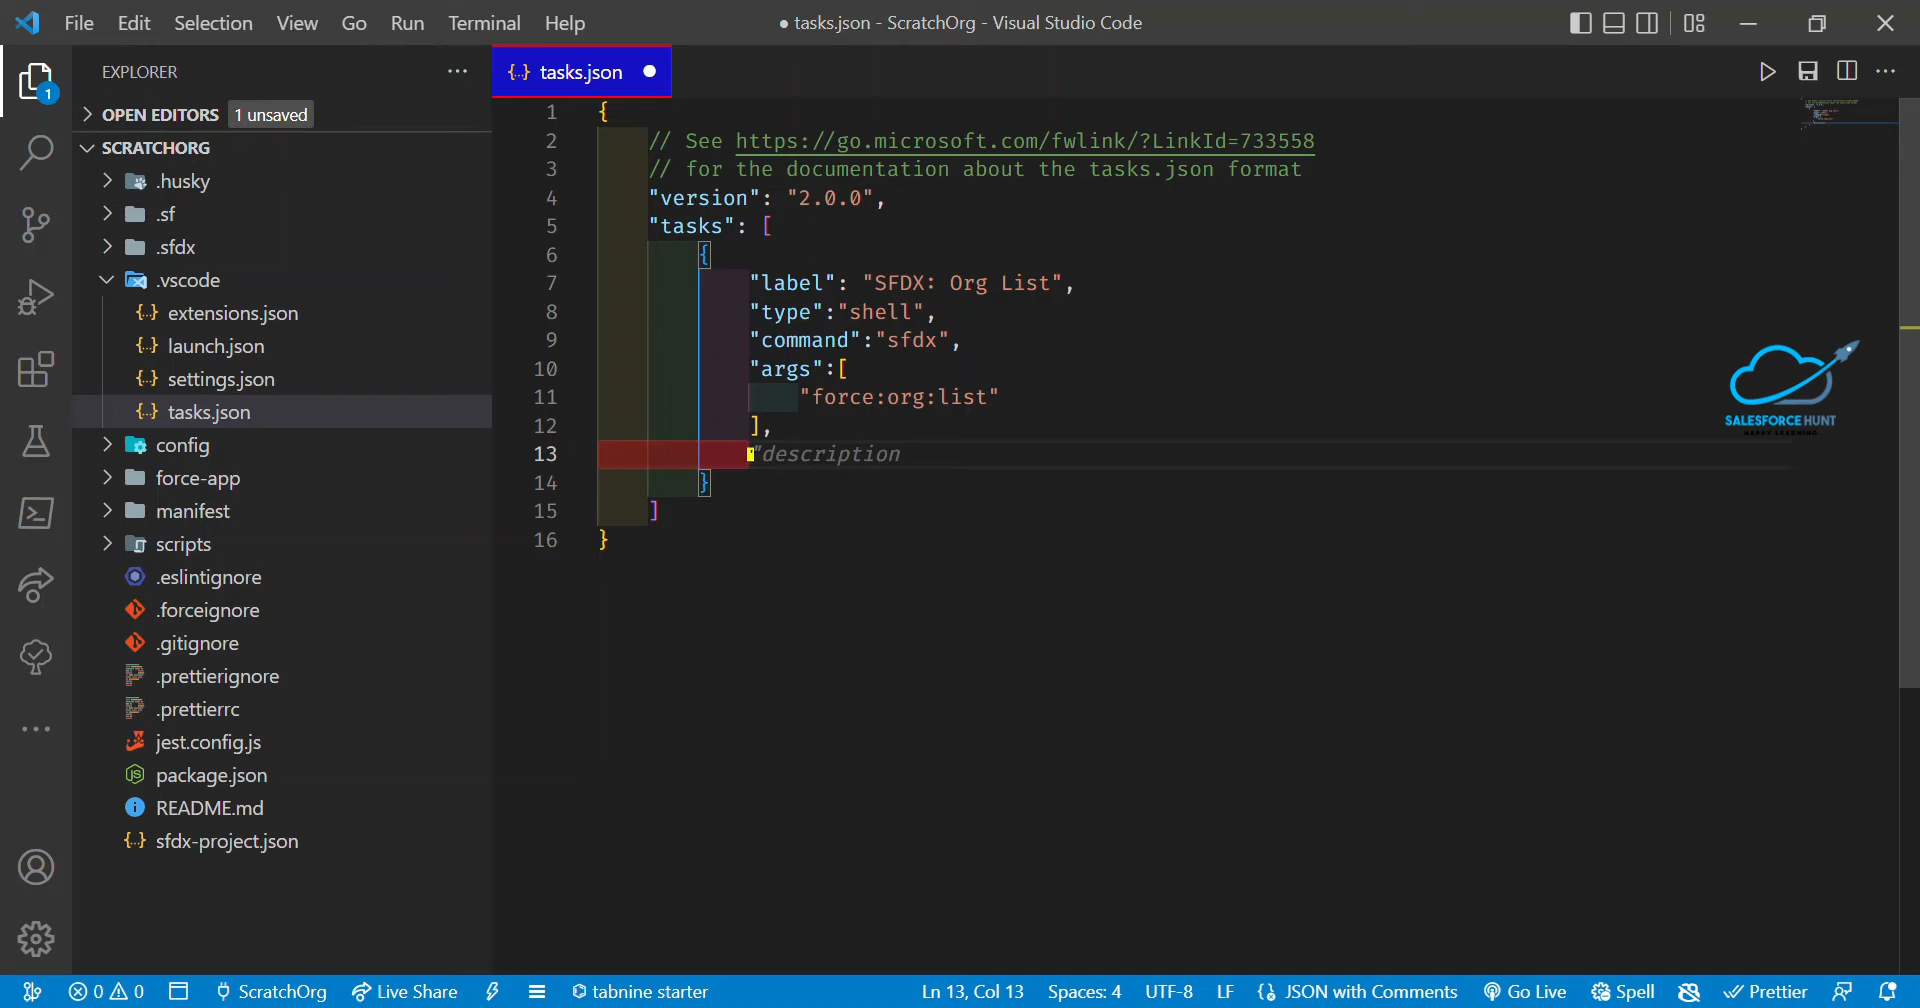 File Edit Selection View Go Run Terminal Help
● tasks.json - ScratchOrg - Visual Studio Code
EXPLORER
1
OPEN EDITORS 1 unsaved
SCRATCHORG
.husky
.sf
.sfdx
.vscode
extensions.json
launch.json
settings.json
tasks.json
config
force-app
manifest
scripts
.eslintignore
.forceignore
.gitignore
.prettierignore
.prettierrc
jest.config.js
package.json
README.md
sfdx-project.json
{..} tasks.json ●
1 {
2 // See https://go.microsoft.com/fwlink/?LinkId=733558
3 // for the documentation about the tasks.json format
4 "version": "2.0.0",
5 "tasks": [
6 {
7 "label": "SFDX: Org List",
8 "type":"shell",
9 "command":"sfdx",
10 "args":[
11 "force:org:list"
12 ],
13 "description
14 }
15 ]
16 }
SALESFORCE HUNT
HAPPY LEARNING
0 0 ScratchOrg Live Share tabnine starter Ln 13, Col 13 Spaces: 4 UTF-8 LF JSON with Comments Go Live Spell Prettier